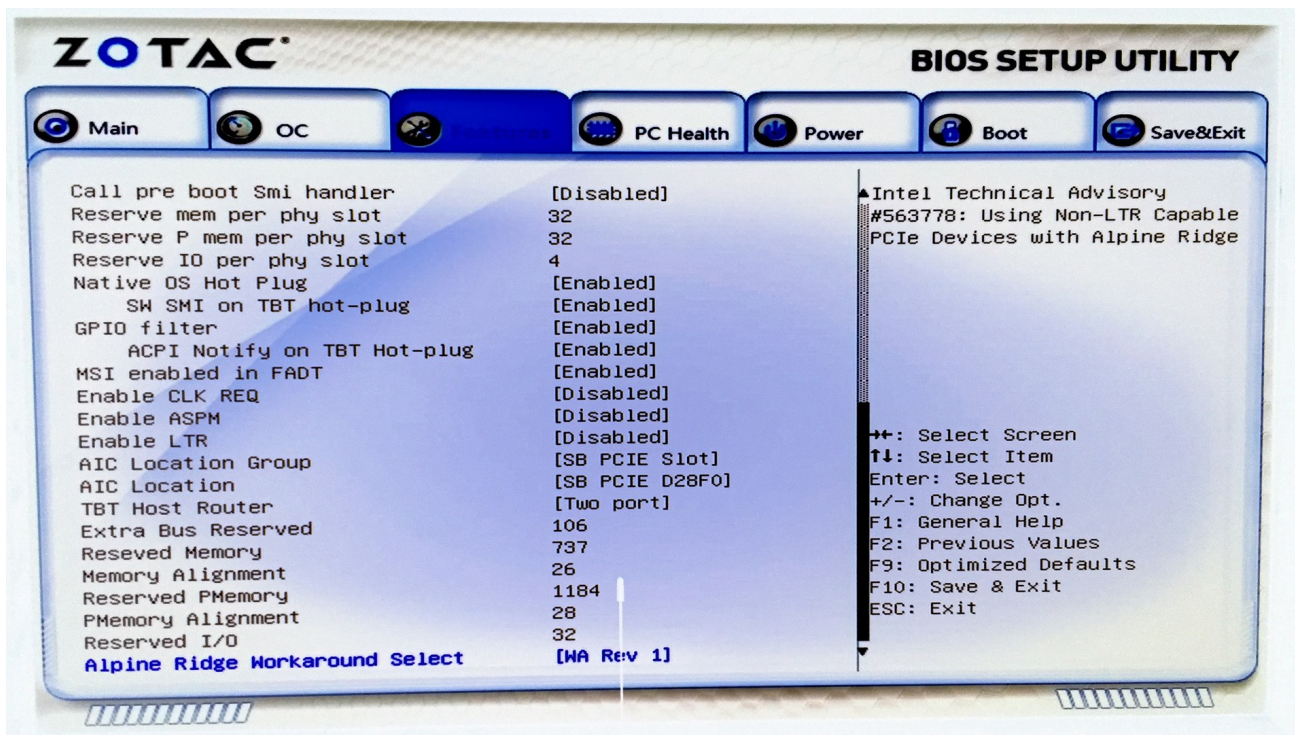 ZOTAC
BIOS SETUP UTILITY
Main
OC
Features
PC Health
Power
Boot
Save&Exit
Call pre boot Smi handler [Disabled]
Reserve mem per phy slot 32
Reserve P mem per phy slot 32
Reserve IO per phy slot 4
Native OS Hot Plug [Enabled]
SW SMI on TBT hot-plug [Enabled]
GPIO filter [Enabled]
ACPI Notify on TBT Hot-plug [Enabled]
MSI enabled in FADT [Enabled]
Enable CLK REQ [Disabled]
Enable ASPM [Disabled]
Enable LTR [Disabled]
AIC Location Group [SB PCIE Slot]
AIC Location [SB PCIE D28F0]
TBT Host Router [Two port]
Extra Bus Reserved 106
Reseved Memory 737
Memory Alignment 26
Reserved PMemory 1184
PMemory Alignment 28
Reserved I/O 32
Alpine Ridge Workaround Select [WA Rev 1]
Intel Technical Advisory
#563778: Using Non-LTR Capable
PCIe Devices with Alpine Ridge
→←: Select Screen
↑↓: Select Item
Enter: Select
+/-: Change Opt.
F1: General Help
F2: Previous Values
F9: Optimized Defaults
F10: Save & Exit
ESC: Exit